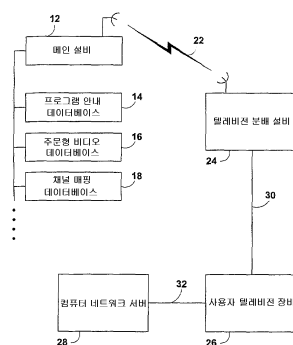 12
메인 설비
22
프로그램 안내
데이터베이스
14
주문형 비디오
데이터베이스
16
채널 매핑
데이터베이스
18
텔레비전 분배 설비
24
30
컴퓨터 네트워크 서버
28
32
사용자 텔레비전 장비
26